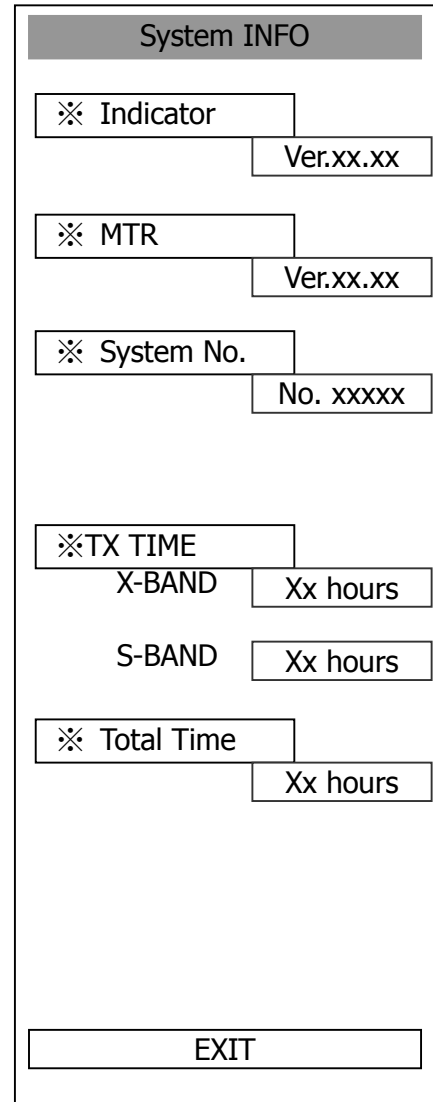 System INFO
※ Indicator
Ver.xx.xx
※ MTR
Ver.xx.xx
※ System No.
No. xxxxx
※TX TIME
X-BAND Xx hours
S-BAND Xx hours
※ Total Time
Xx hours
EXIT